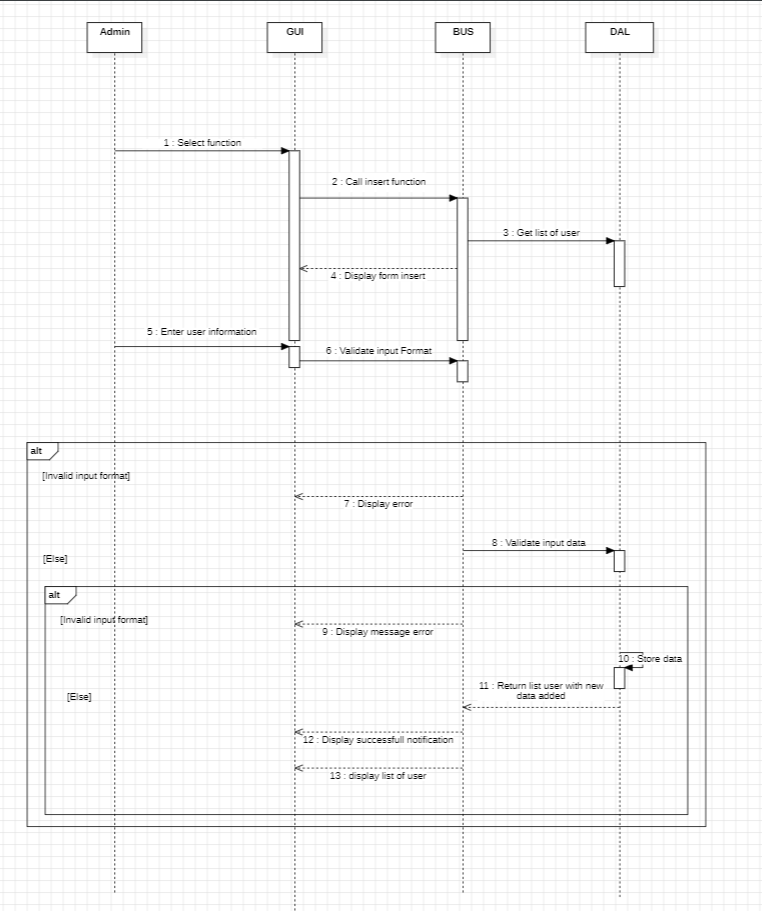 Admin
GUI
BUS
DAL
1 : Select function
2 : Call insert function
3 : Get list of user
4 : Display form insert
5 : Enter user information
6 : Validate input Format
alt
[Invalid input format]
7 : Display error
8 : Validate input data
[Else]
alt
[Invalid input format]
9 : Display message error
10 : Store data
11 : Return list user with new
data added
[Else]
12 : Display successfull notification
13 : display list of user